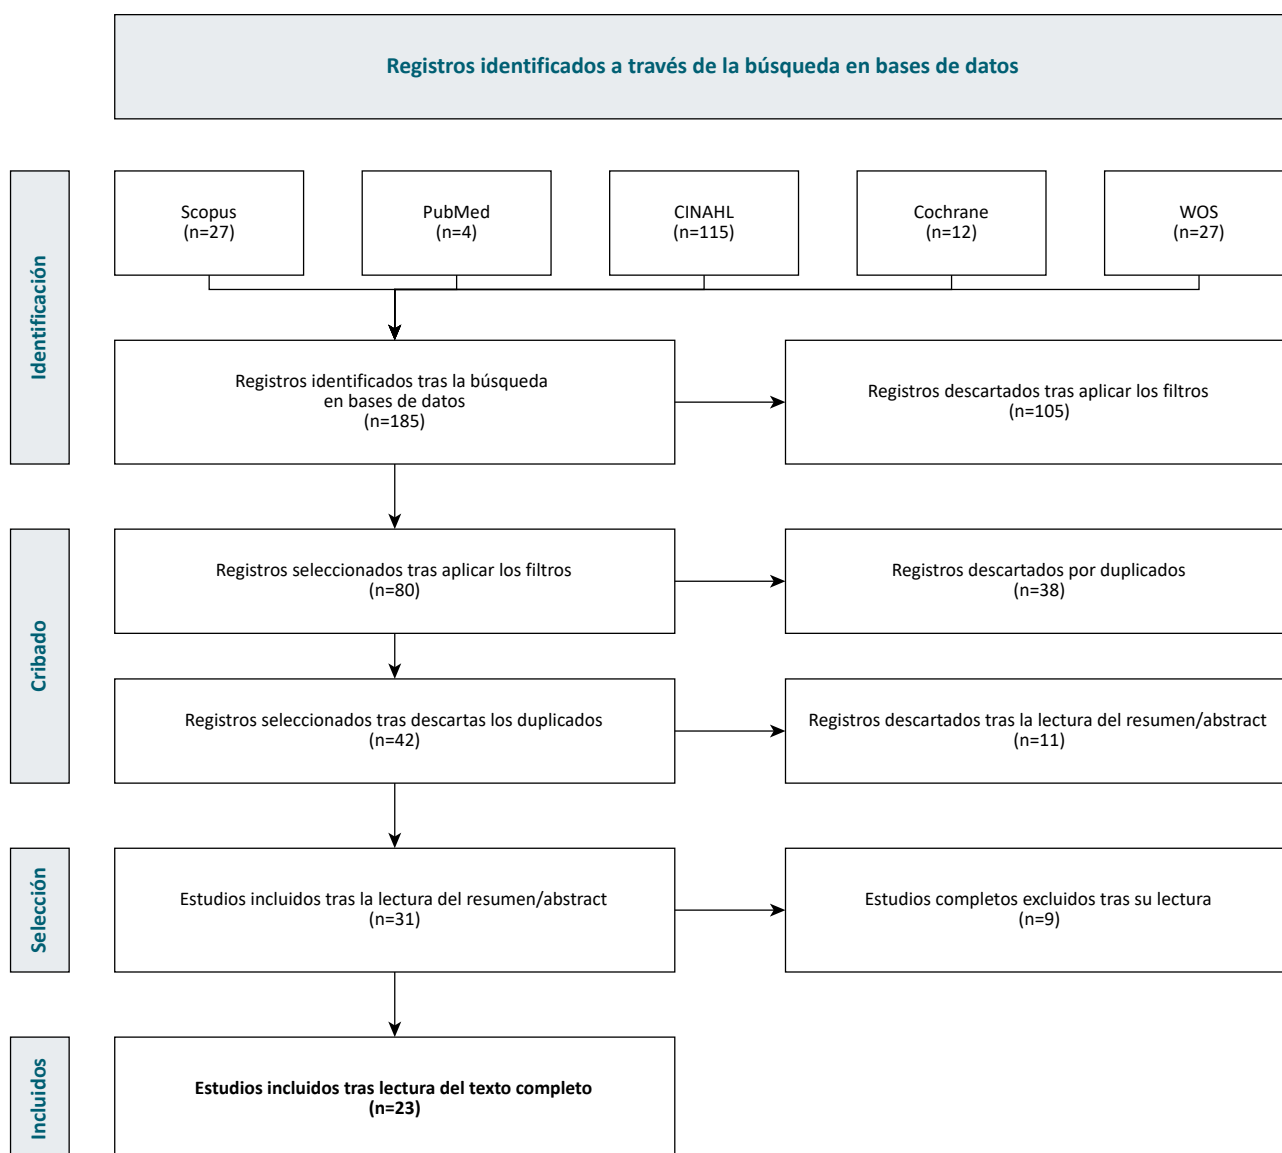 Registros identificados a través de la búsqueda en bases de datos
Identificación
Scopus
(n=27)
PubMed
(n=4)
CINAHL
(n=115)
Cochrane
(n=12)
WOS
(n=27)
Registros identificados tras la búsqueda
en bases de datos
(n=185)
Registros descartados tras aplicar los filtros
(n=105)
Cribado
Registros seleccionados tras aplicar los filtros
(n=80)
Registros descartados por duplicados
(n=38)
Registros seleccionados tras descartas los duplicados
(n=42)
Registros descartados tras la lectura del resumen/abstract
(n=11)
Selección
Estudios incluidos tras la lectura del resumen/abstract
(n=31)
Estudios completos excluidos tras su lectura
(n=9)
Incluidos
Estudios incluidos tras lectura del texto completo
(n=23)